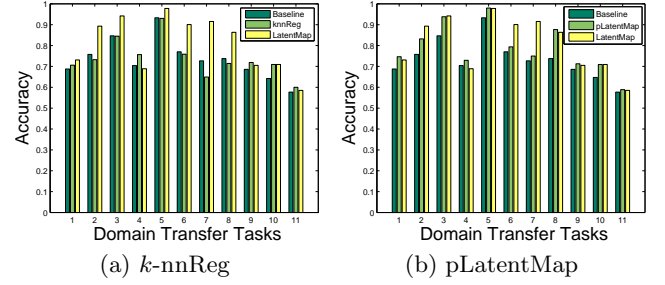 1
0.9
0.8
0.7
0.6
0.5
0.4
0.3
0.2
0.1
0
Accuracy
Baseline
knnReg
LatentMap
1 2 3 4 5 6 7 8 9 10 11
Domain Transfer Tasks
(a) k-nnReg
1
0.9
0.8
0.7
0.6
0.5
0.4
0.3
0.2
0.1
0
Accuracy
Baseline
pLatentMap
LatentMap
1 2 3 4 5 6 7 8 9 10 11
Domain Transfer Tasks
(b) pLatentMap